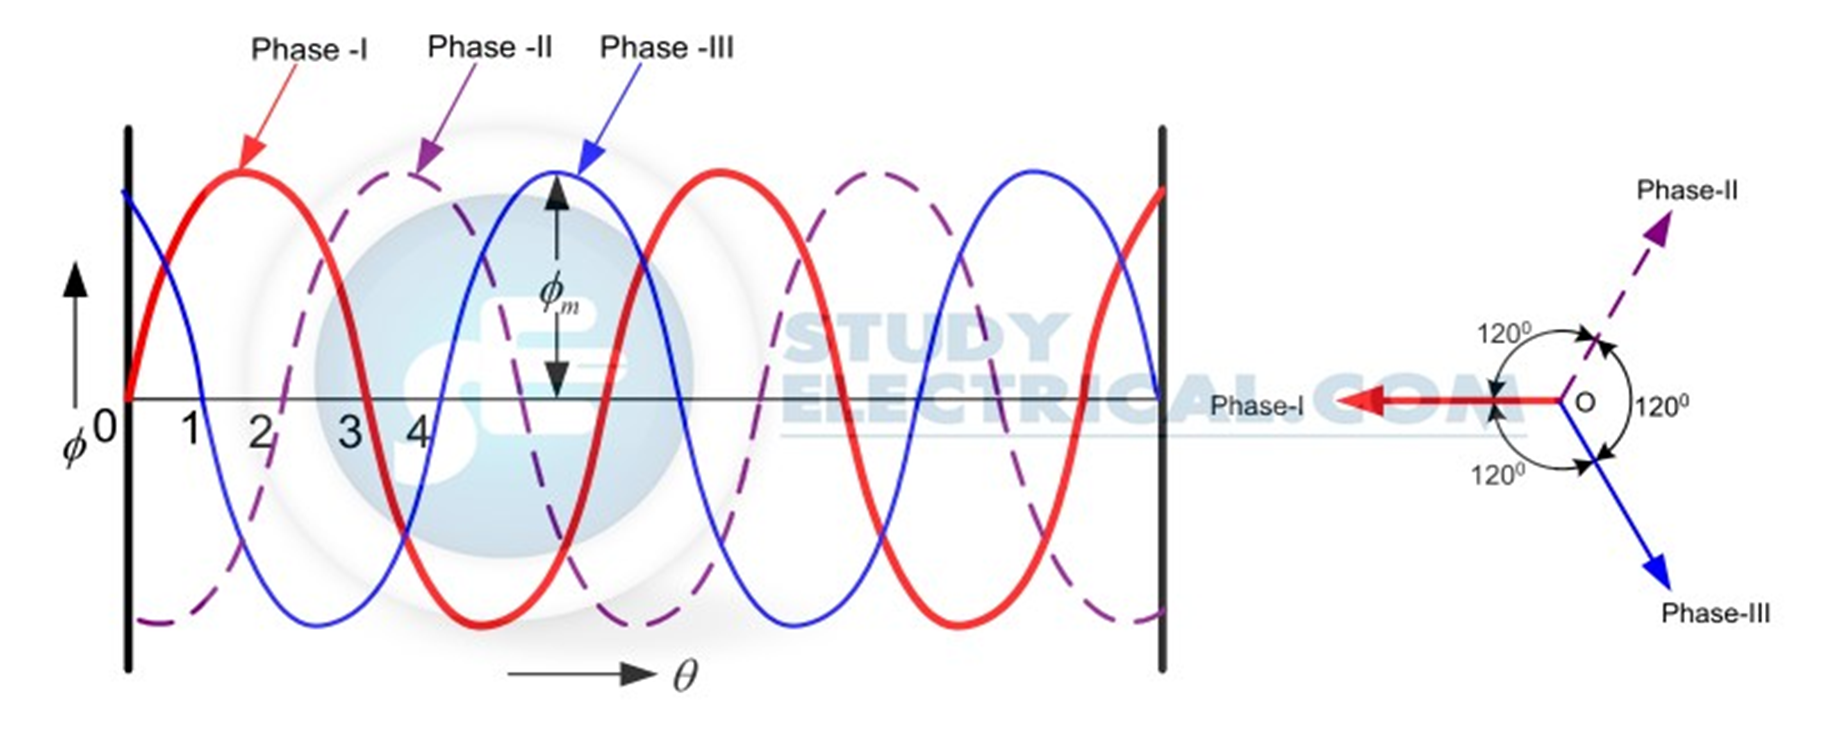 Phase -I
Phase -II
Phase -III
ϕm
ϕ
0
1
2
3
4
θ
STUDY
ELECTRICAL.COM
Phase-II
120⁰
Phase-I
O
120⁰
120⁰
Phase-III